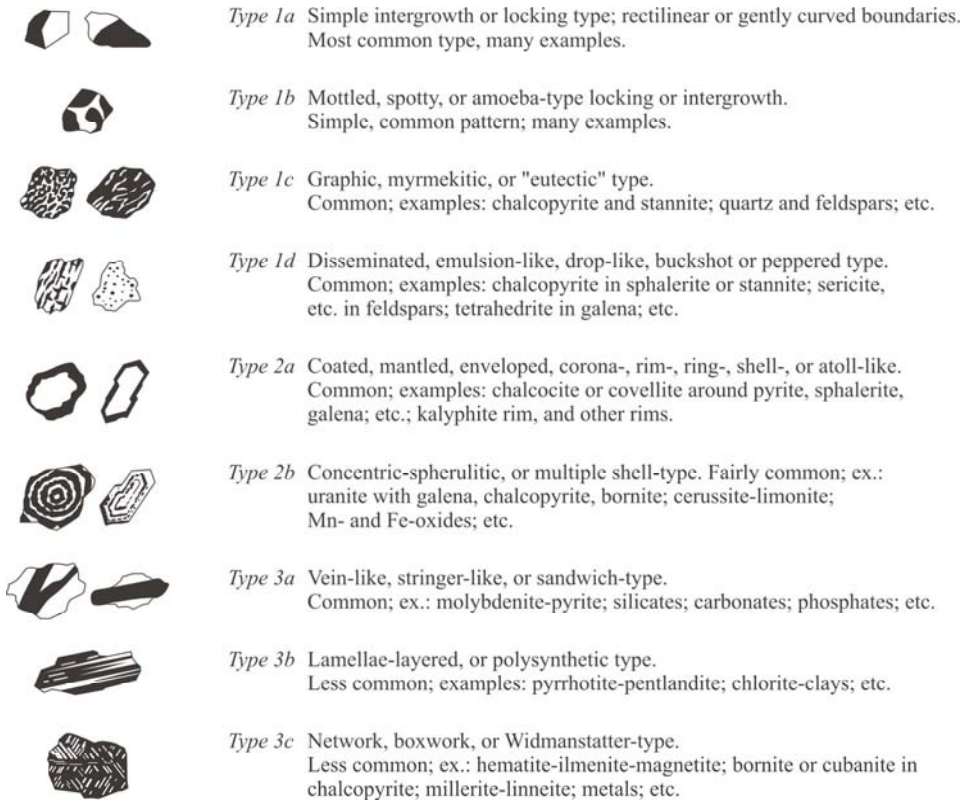 Type 1a Simple intergrowth or locking type; rectilinear or gently curved boundaries.
Most common type, many examples.
Type 1b Mottled, spotty, or amoeba-type locking or intergrowth.
Simple, common pattern; many examples.
Type 1c Graphic, myrmekitic, or "eutectic" type.
Common; examples: chalcopyrite and stannite; quartz and feldspars; etc.
Type 1d Disseminated, emulsion-like, drop-like, buckshot or peppered type.
Common; examples: chalcopyrite in sphalerite or stannite; sericite,
etc. in feldspars; tetrahedrite in galena; etc.
Type 2a Coated, mantled, enveloped, corona-, rim-, ring-, shell-, or atoll-like.
Common; examples: chalcocite or covellite around pyrite, sphalerite,
galena; etc.; kalyphite rim, and other rims.
Type 2b Concentric-spherulitic, or multiple shell-type. Fairly common; ex.:
uranite with galena, chalcopyrite, bornite; cerussite-limonite;
Mn- and Fe-oxides; etc.
Type 3a Vein-like, stringer-like, or sandwich-type.
Common; ex.: molybdenite-pyrite; silicates; carbonates; phosphates; etc.
Type 3b Lamellae-layered, or polysynthetic type.
Less common; examples: pyrrhotite-pentlandite; chlorite-clays; etc.
Type 3c Network, boxwork, or Widmanstatter-type.
Less common; ex.: hematite-ilmenite-magnetite; bornite or cubanite in
chalcopyrite; millerite-linneite; metals; etc.